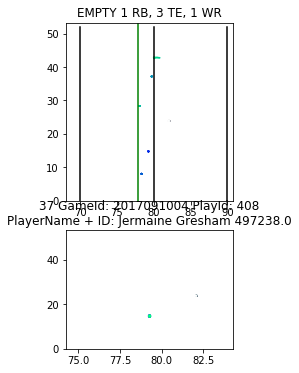 EMPTY 1 RB, 3 TE, 1 WR
50
40
30
20
10
0
70 75 80 85 90
37 GameId: 2017091004 PlayId: 408
PlayerName + ID: Jermaine Gresham 497238.0
40
20
0
75.0 77.5 80.0 82.5